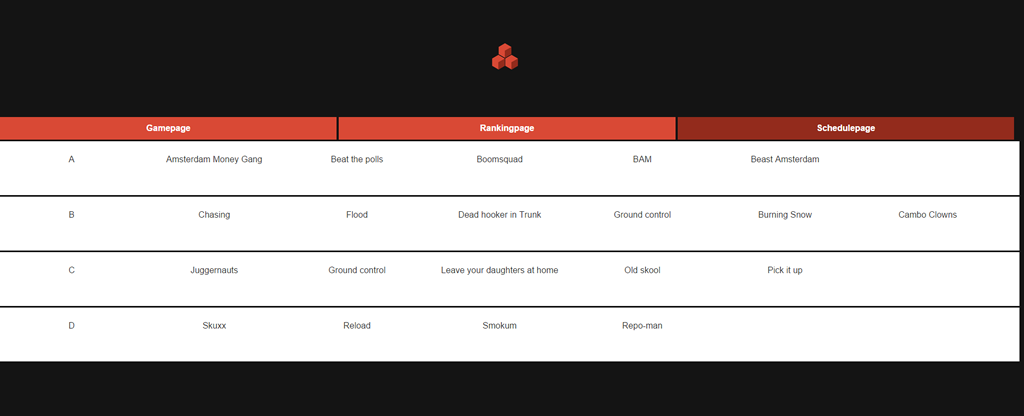 Gamepage Rankingpage Schedulepage
A Amsterdam Money Gang Beat the polls Boomsquad BAM Beast Amsterdam
B Chasing Flood Dead hooker in Trunk Ground control Burning Snow Cambo Clowns
C Juggernauts Ground control Leave your daughters at home Old skool Pick it up
D Skuxx Reload Smokum Repo-man